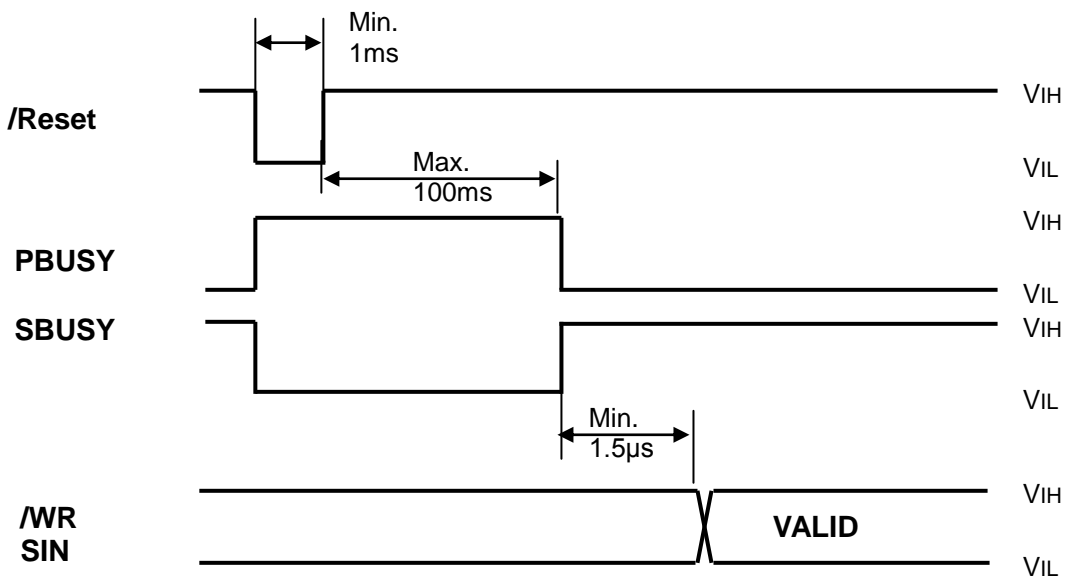 Min.
1ms
/Reset
VIH
VIL
Max.
100ms
PBUSY
VIH
VIL
SBUSY
VIH
VIL
Min.
1.5µs
/WR
SIN
VALID
VIH
VIL